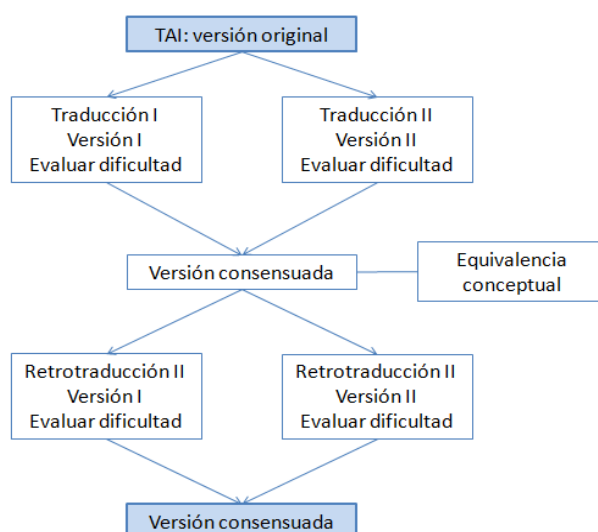 TAI: versión original
Traducción I
Versión I
Evaluar dificultad
Traducción II
Versión II
Evaluar dificultad
Versión consensuada
Equivalencia
conceptual
Retrotraducción II
Versión I
Evaluar dificultad
Retrotraducción II
Versión II
Evaluar dificultad
Versión consensuada